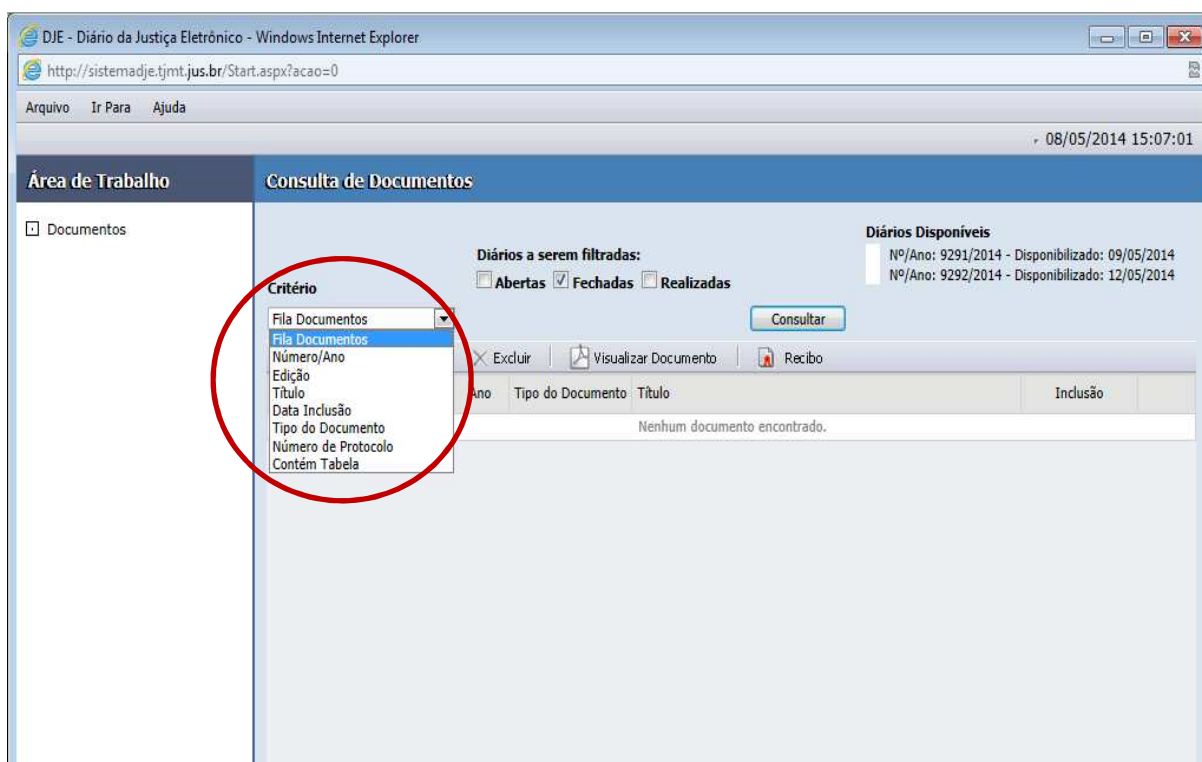 DJE - Diário da Justiça Eletrônico - Windows Internet Explorer
http://sistemadje.tjmt.jus.br/Start.aspx?acao=0
Arquivo Ir Para Ajuda
08/05/2014 15:07:01
Área de Trabalho
Consulta de Documentos
Documentos
Diários Disponíveis
Nº/Ano: 9291/2014 - Disponibilizado: 09/05/2014
Nº/Ano: 9292/2014 - Disponibilizado: 12/05/2014
Diários a serem filtradas:
Abertas Fechadas Realizadas
Critério
Fila Documentos
Consultar
Fila Documentos
Número/Ano
Edição
Título
Data Inclusão
Tipo do Documento
Número de Protocolo
Contém Tabela
Excluir Visualizar Documento Recibo
Ano Tipo do Documento Título Inclusão
Nenhum documento encontrado.